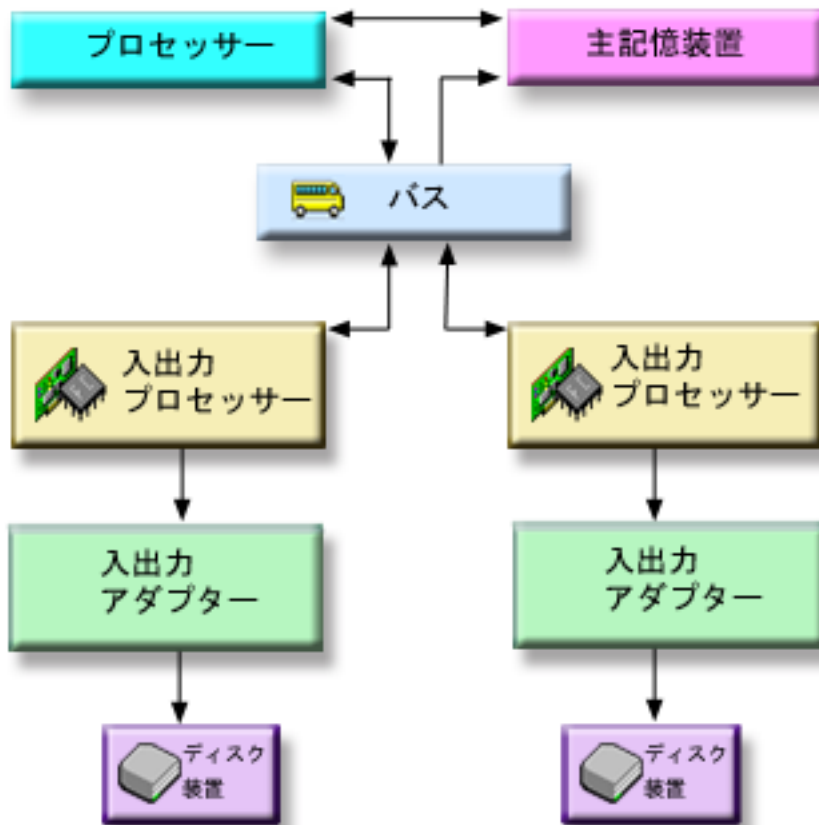 プロセッサー
主記憶装置
バス
入出力
プロセッサー
入出力
プロセッサー
入出力
アダプター
入出力
アダプター
ディスク
装置
ディスク
装置